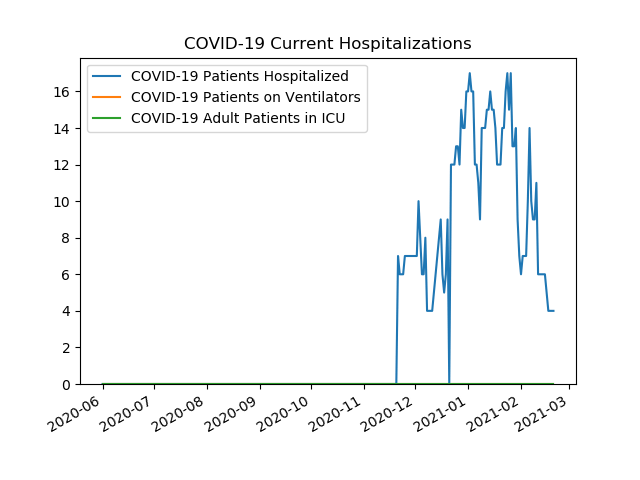 COVID-19 Current Hospitalizations
COVID-19 Patients Hospitalized
COVID-19 Patients on Ventilators
COVID-19 Adult Patients in ICU
16
14
12
10
8
6
4
2
0
2020-06 2020-07 2020-08 2020-09 2020-10 2020-11 2020-12 2021-01 2021-02 2021-03